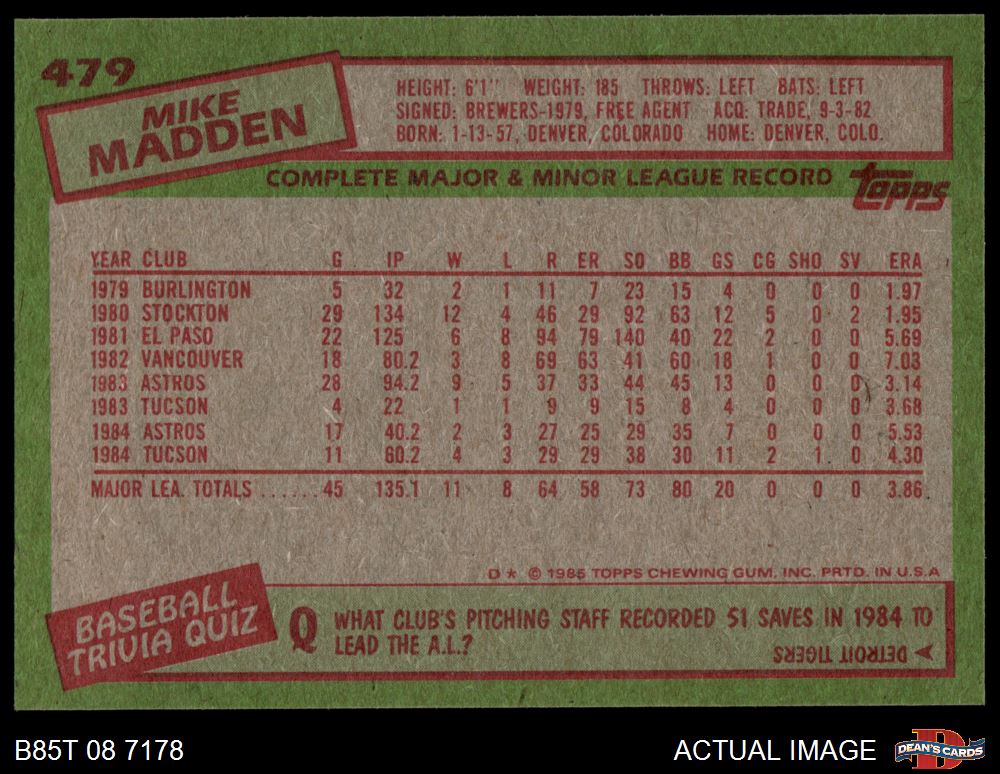 479
MIKE
MADDEN
HEIGHT: 6'1" WEIGHT: 185 THROWS: LEFT BATS: LEFT
SIGNED: BREWERS-1979, FREE AGENT ACQ: TRADE, 9-3-82
BORN: 1-13-57, DENVER, COLORADO HOME: DENVER, COLO.
COMPLETE MAJOR & MINOR LEAGUE RECORD topps
YEAR CLUB G IP W L R ER SO BB GS CG SHO SV ERA
1979 BURLINGTON 5 32 2 1 11 7 23 15 4 0 0 0 1.97
1980 STOCKTON 29 134 12 4 46 29 92 63 12 5 0 2 1.95
1981 EL PASO 22 125 6 8 94 79 140 40 22 2 0 0 5.69
1982 VANCOUVER 18 80.2 3 8 69 63 41 60 18 1 0 0 7.03
1983 ASTROS 28 94.2 9 5 37 33 44 45 13 0 0 0 3.14
1983 TUCSON 4 22 1 1 9 9 15 8 4 0 0 0 3.68
1984 ASTROS 17 40.2 2 3 27 25 29 35 7 0 0 0 5.53
1984 TUCSON 11 60.2 4 3 29 29 38 30 11 2 1 0 4.30
MAJOR LEA. TOTALS ......45 135.1 11 8 64 58 73 80 20 0 0 0 3.86
D * © 1985 TOPPS CHEWING GUM, INC. PRTD. IN U.S.A
BASEBALL
TRIVIA QUIZ
Q WHAT CLUB'S PITCHING STAFF RECORDED 51 SAVES IN 1984 TO
LEAD THE A.L.?
DETROIT TIGERS
B85T 08 7178
ACTUAL IMAGE
D
DEAN'S CARDS